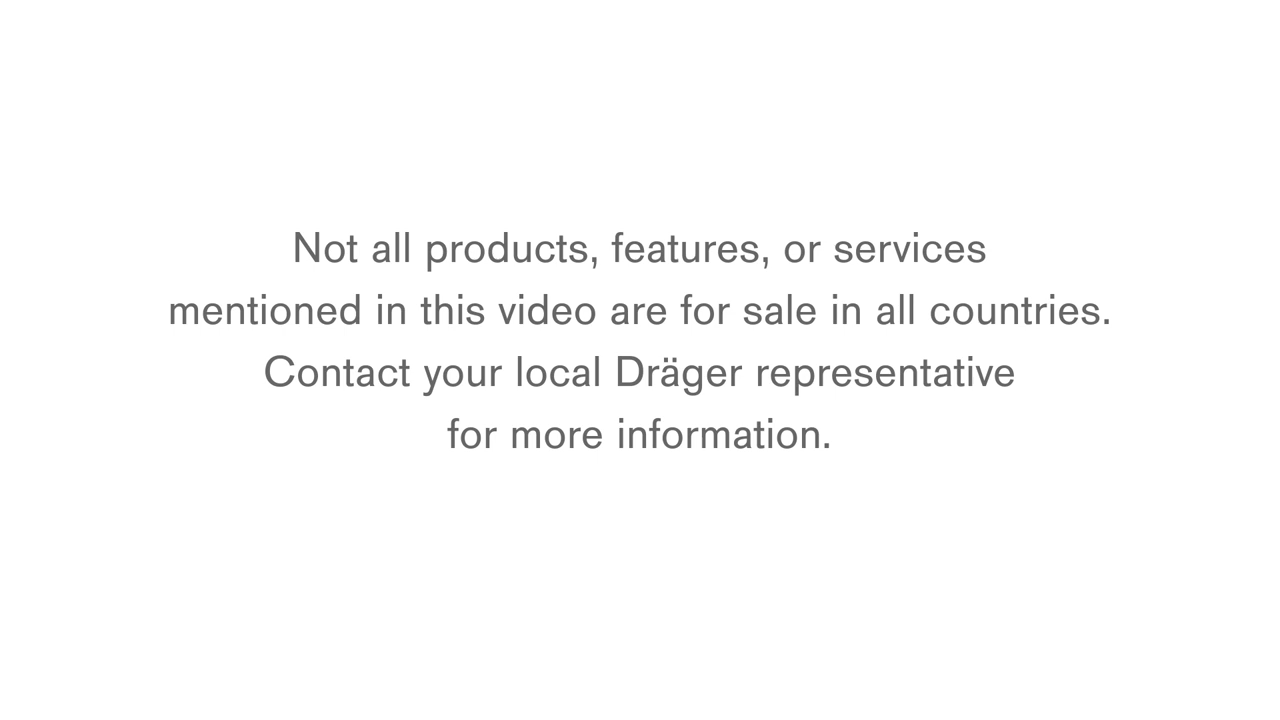 Not all products, features, or services
mentioned in this video are for sale in all countries.
Contact your local Dräger representative
for more information.